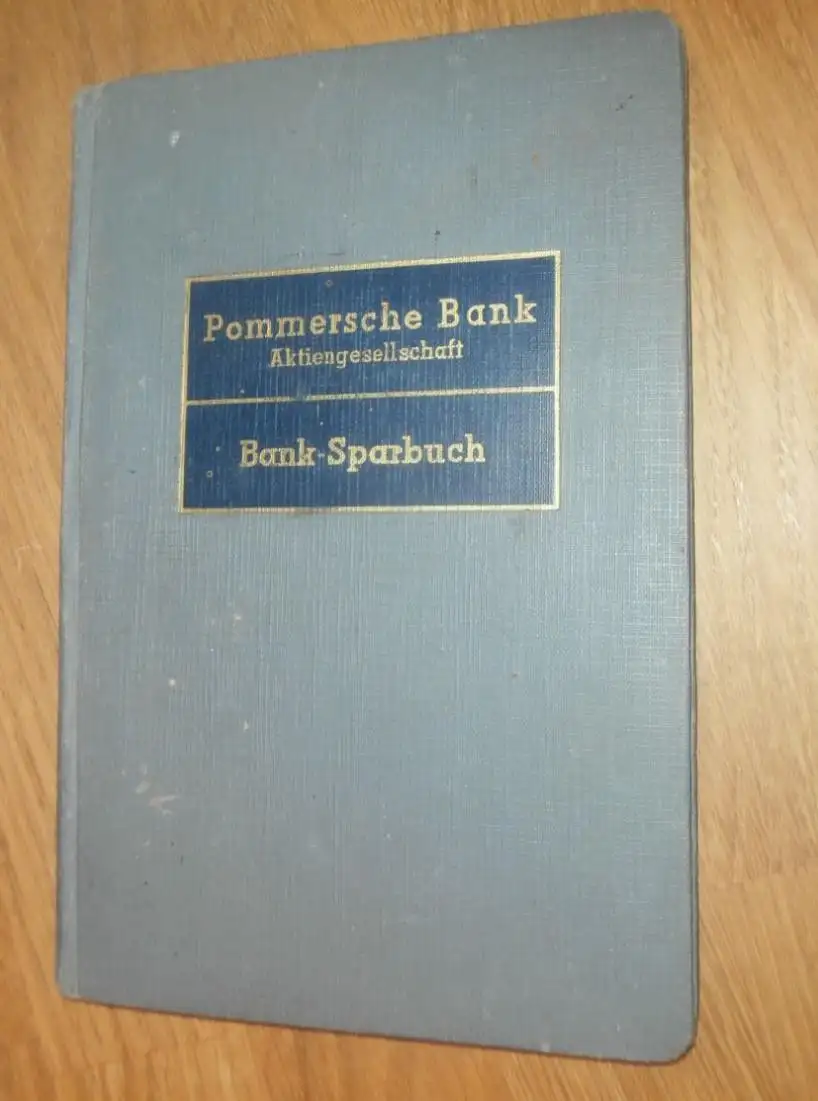 Pommersche Bank
Aktiengesellschaft
Bank-Sparbuch